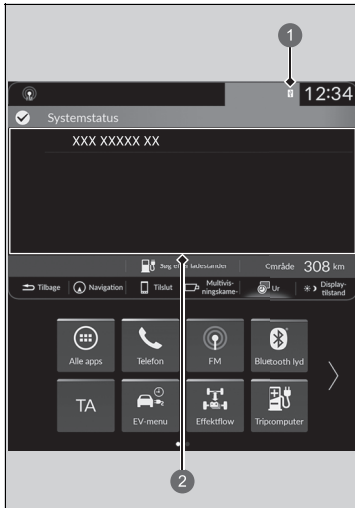 1
12:34
Systemstatus
XXX XXXXX XX
Område 308 km
Tilbage Navigation Tilslut Multivis-ningskame- Ur Display-tilstand
Alle apps Telefon FM Bluetooth lyd
TA EV-menu Effektflow Tripcomputer
2